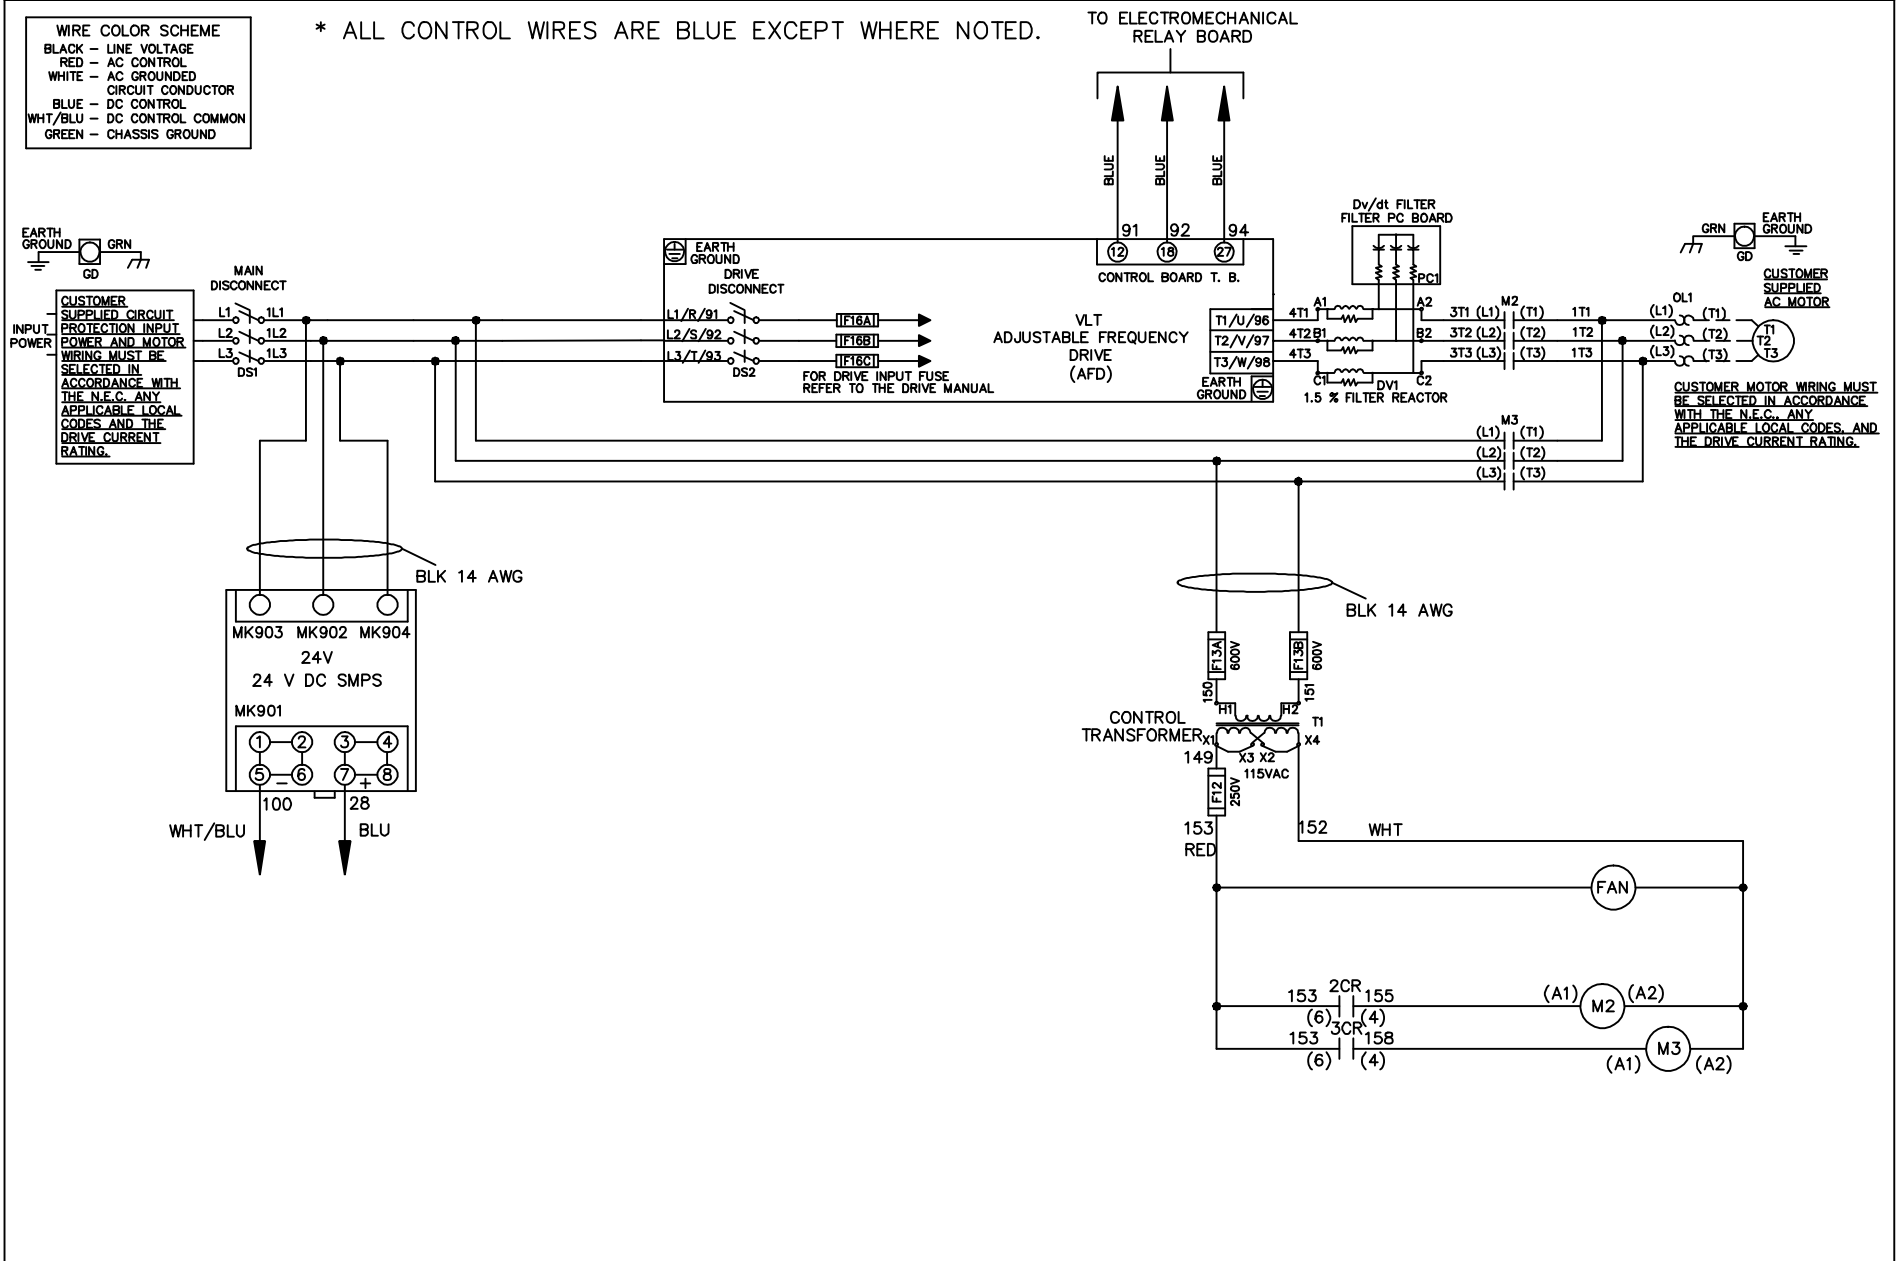 WIRE COLOR SCHEME
BLACK – LINE VOLTAGE
RED – AC CONTROL
WHITE – AC GROUNDED
CIRCUIT CONDUCTOR
BLUE – DC CONTROL
WHT/BLU – DC CONTROL COMMON
GREEN – CHASSIS GROUND
* ALL CONTROL WIRES ARE BLUE EXCEPT WHERE NOTED.
TO ELECTROMECHANICAL
RELAY BOARD
BLUE
BLUE
BLUE
91 92 94
12 18 27
CONTROL BOARD T. B.
EARTH
GROUND
GRN
GD
MAIN
DISCONNECT
INPUT
POWER
CUSTOMER
SUPPLIED CIRCUIT
PROTECTION INPUT
POWER AND MOTOR
WIRING MUST BE
SELECTED IN
ACCORDANCE WITH
THE N.E.C. ANY
APPLICABLE LOCAL
CODES AND THE
DRIVE CURRENT
RATING.
L1 1L1
L2 1L2
L3 1L3
DS1
EARTH
GROUND
DRIVE
DISCONNECT
L1/R/91
L2/S/92
L3/T/93
DS2
F16A
F16B
F16C
FOR DRIVE INPUT FUSE
REFER TO THE DRIVE MANUAL
VLT
ADJUSTABLE FREQUENCY
DRIVE
(AFD)
T1/U/96
T2/V/97
T3/W/98
EARTH
GROUND
Dv/dt FILTER
FILTER PC BOARD
PC1
4T1 A1 A2
4T2 B1 B2
4T3
C1 DV1 C2
1.5 % FILTER REACTOR
M2
3T1 (L1) (T1) 1T1
3T2 (L2) (T2) 1T2
3T3 (L3) (T3) 1T3
GRN
GD
EARTH
GROUND
CUSTOMER
SUPPLIED
AC MOTOR
OL1
(L1) (T1)
(L2) (T2)
(L3) (T3)
T1
T2
T3
CUSTOMER MOTOR WIRING MUST
BE SELECTED IN ACCORDANCE
WITH THE N.E.C., ANY
APPLICABLE LOCAL CODES, AND
THE DRIVE CURRENT RATING.
M3
(L1) (T1)
(L2) (T2)
(L3) (T3)
BLK 14 AWG
MK903 MK902 MK904
24V
24 V DC SMPS
MK901
1 2 3 4
5 – 6 7 + 8
100 28
WHT/BLU BLU
BLK 14 AWG
F13A 600V
F13B 600V
150 151
H1 H2
T1
CONTROL
TRANSFORMER
X1 X3 X2 X4
149
115VAC
F12 250V
153
RED
152 WHT
FAN
2CR
153 155
(6) (4)
(A1) M2 (A2)
3CR
153 158
(6) (4)
(A1) M3 (A2)